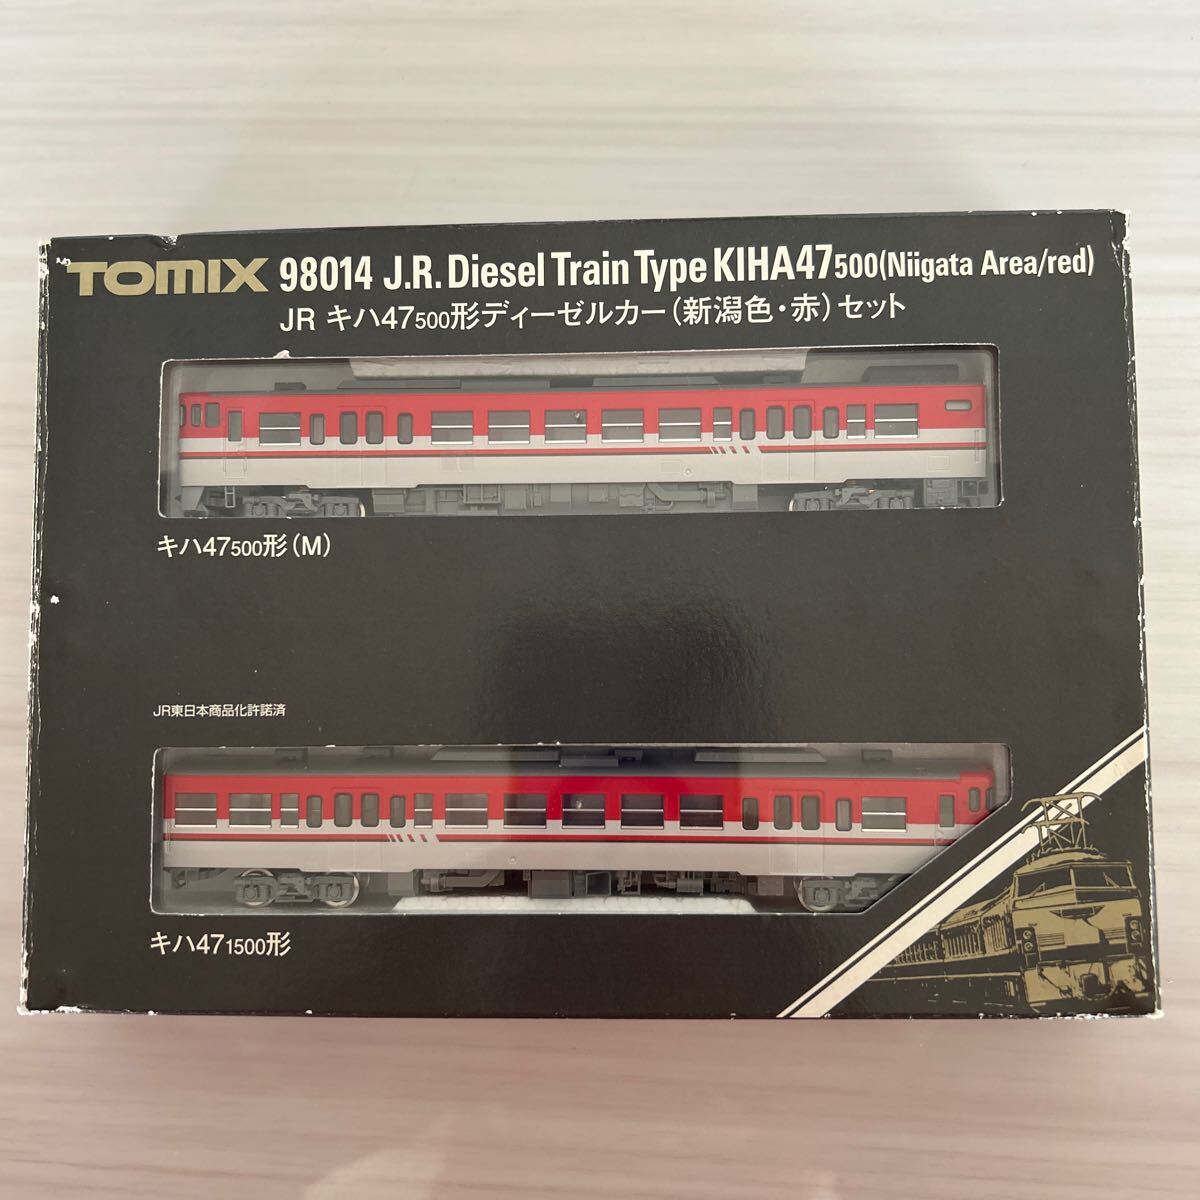 TOMIX 98014 J.R. Diesel Train Type KIHA47 500(Niigata Area/red)
JR キハ47 500形ディーゼルカー(新潟色・赤)セット
キハ47 500形(M)
JR東日本商品化許諾済
キハ47 1500形